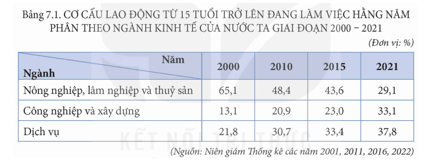 Bảng 7.1. CƠ CẤU LAO ĐỘNG TỪ 15 TUỔI TRỞ LÊN ĐANG LÀM VIỆC HẰNG NĂM
PHÂN THEO NGÀNH KINH TẾ CỦA NƯỚC TA GIAI ĐOẠN 2000 – 2021
(Đơn vị: %)
Năm
Ngành
2000 2010 2015 2021
Nông nghiệp, lâm nghiệp và thuỷ sản 65,1 48,4 43,6 29,1
Công nghiệp và xây dựng 13,1 20,9 23,0 33,1
Dịch vụ 21,8 30,7 33,4 37,8
KẾT NỐI TRI THỨC
(Nguồn: Niên giám Thống kê các năm 2001, 2011, 2016, 2022)